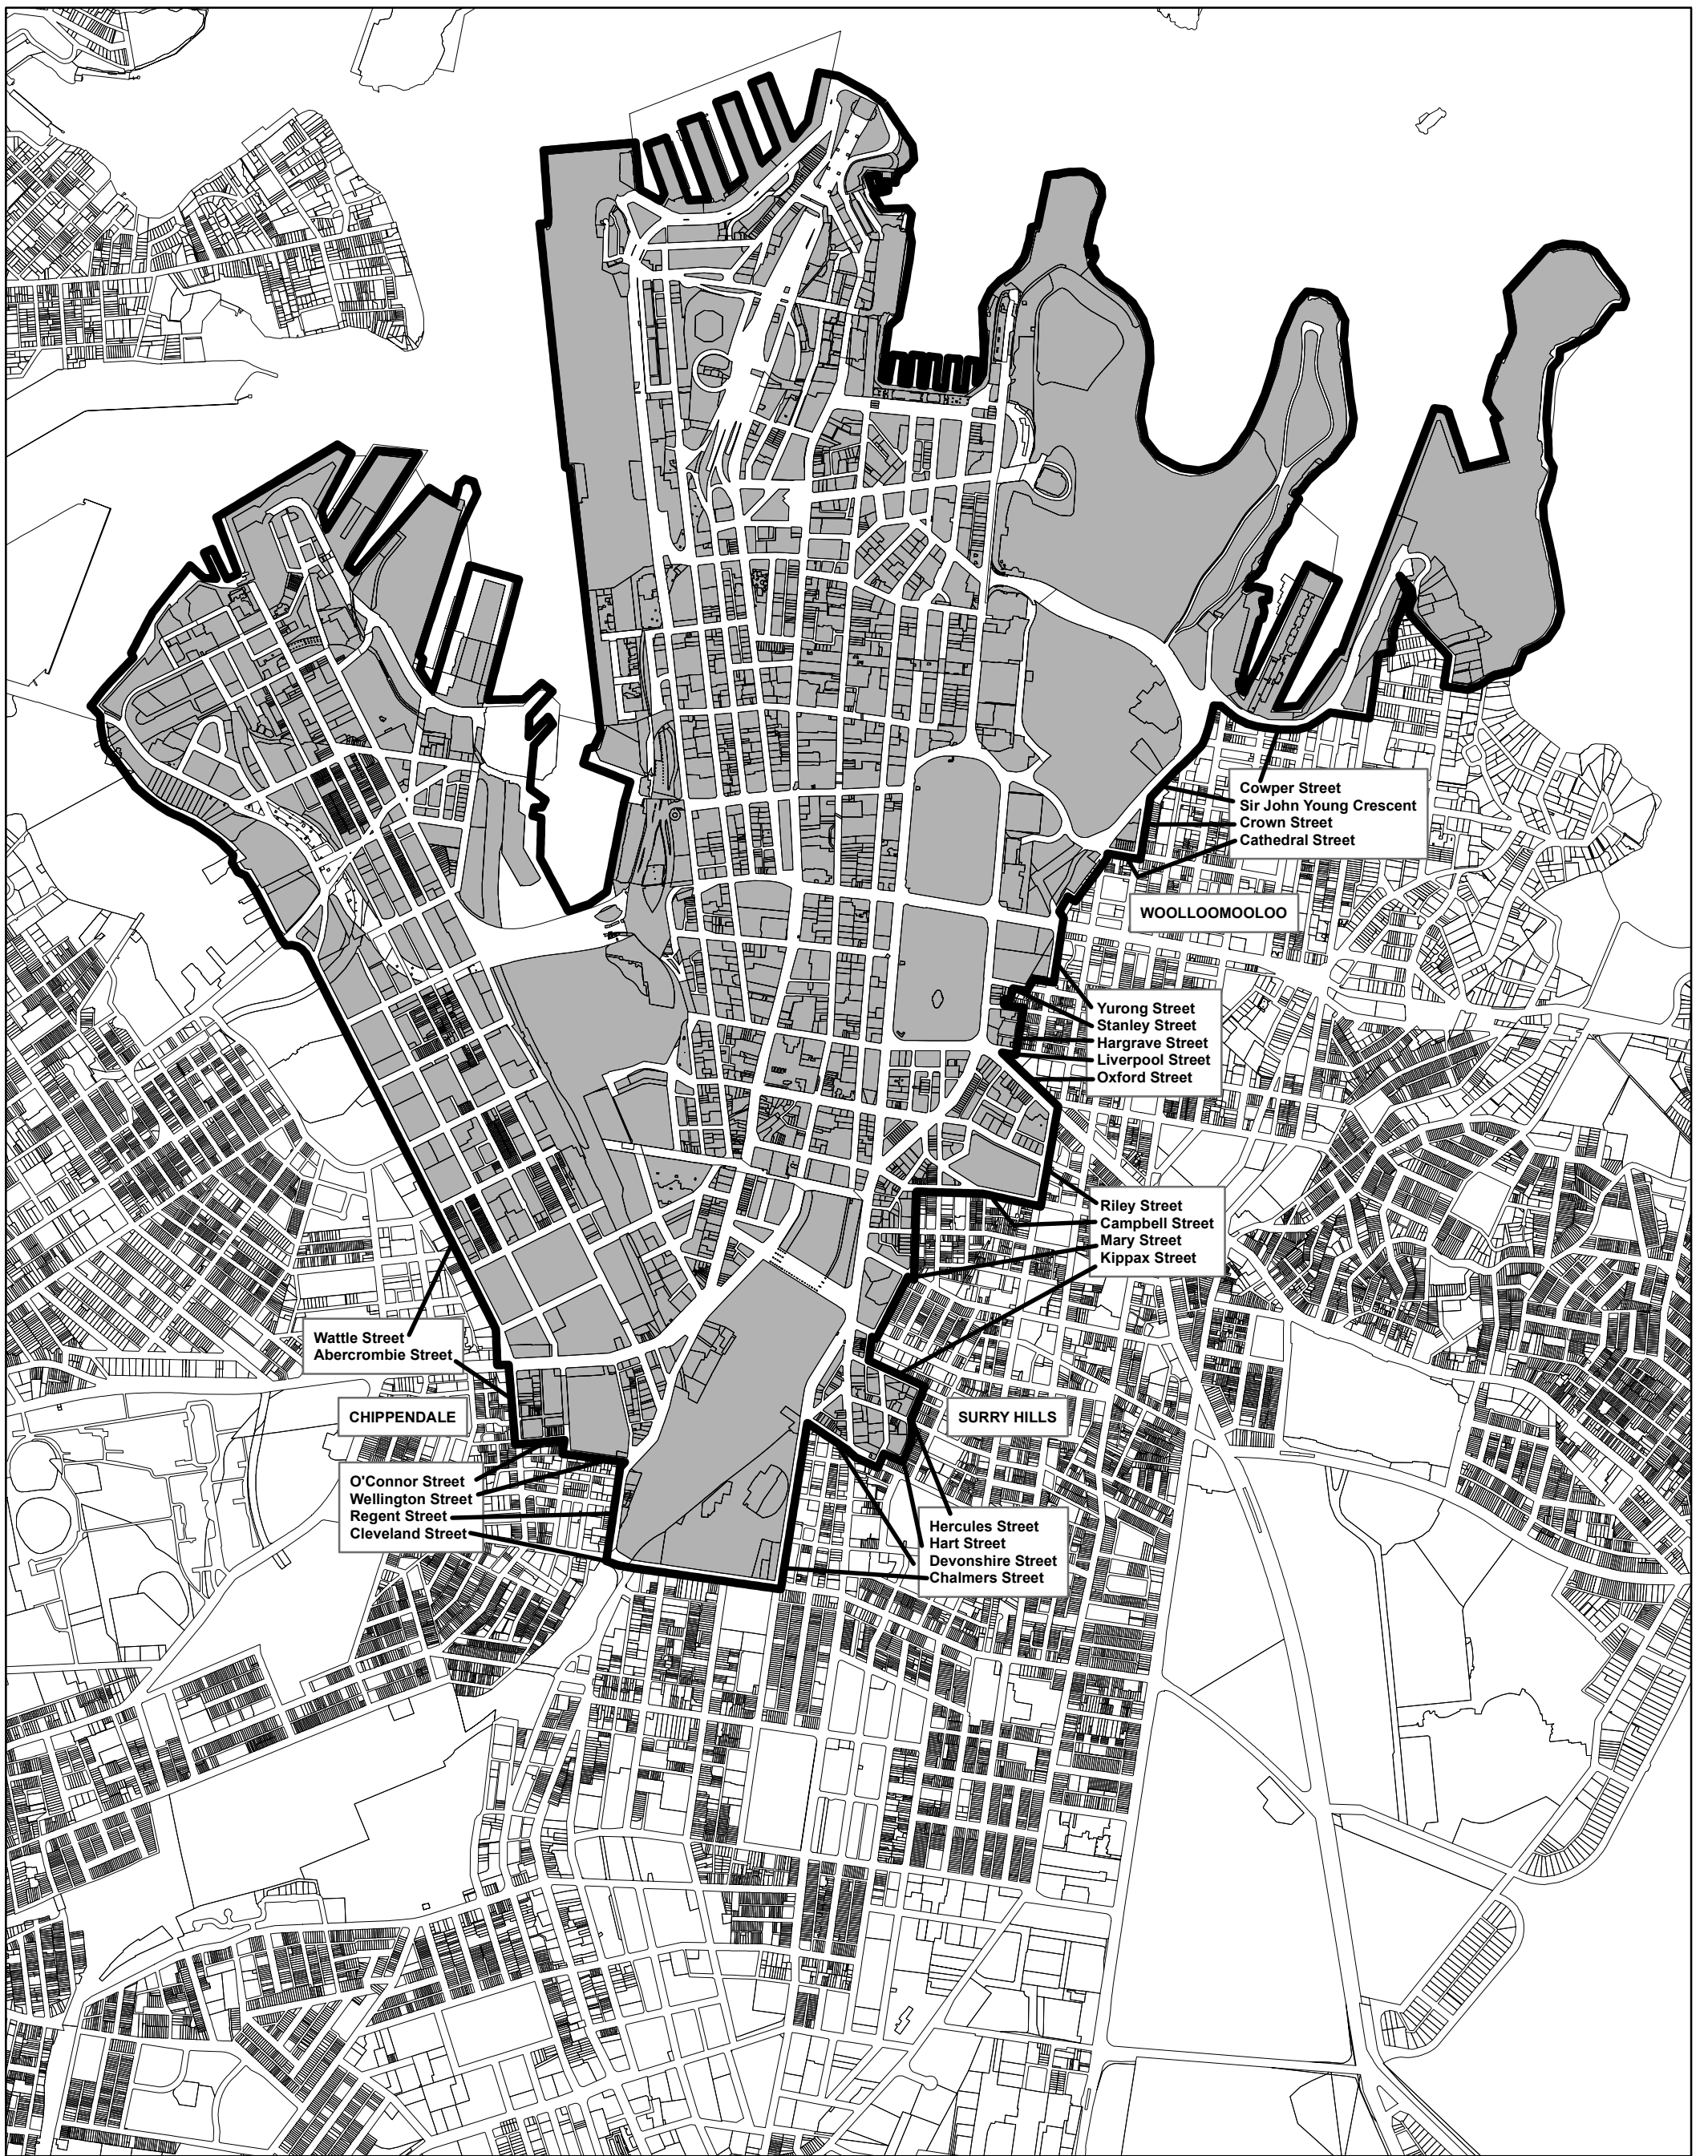 Cowper Street
Sir John Young Crescent
Crown Street
Cathedral Street
WOOLLOOMOOLOO
Yurong Street
Stanley Street
Hargrave Street
Liverpool Street
Oxford Street
Riley Street
Campbell Street
Mary Street
Kippax Street
Wattle Street
Abercrombie Street
CHIPPENDALE
SURRY HILLS
O'Connor Street
Wellington Street
Regent Street
Cleveland Street
Hercules Street
Hart Street
Devonshire Street
Chalmers Street